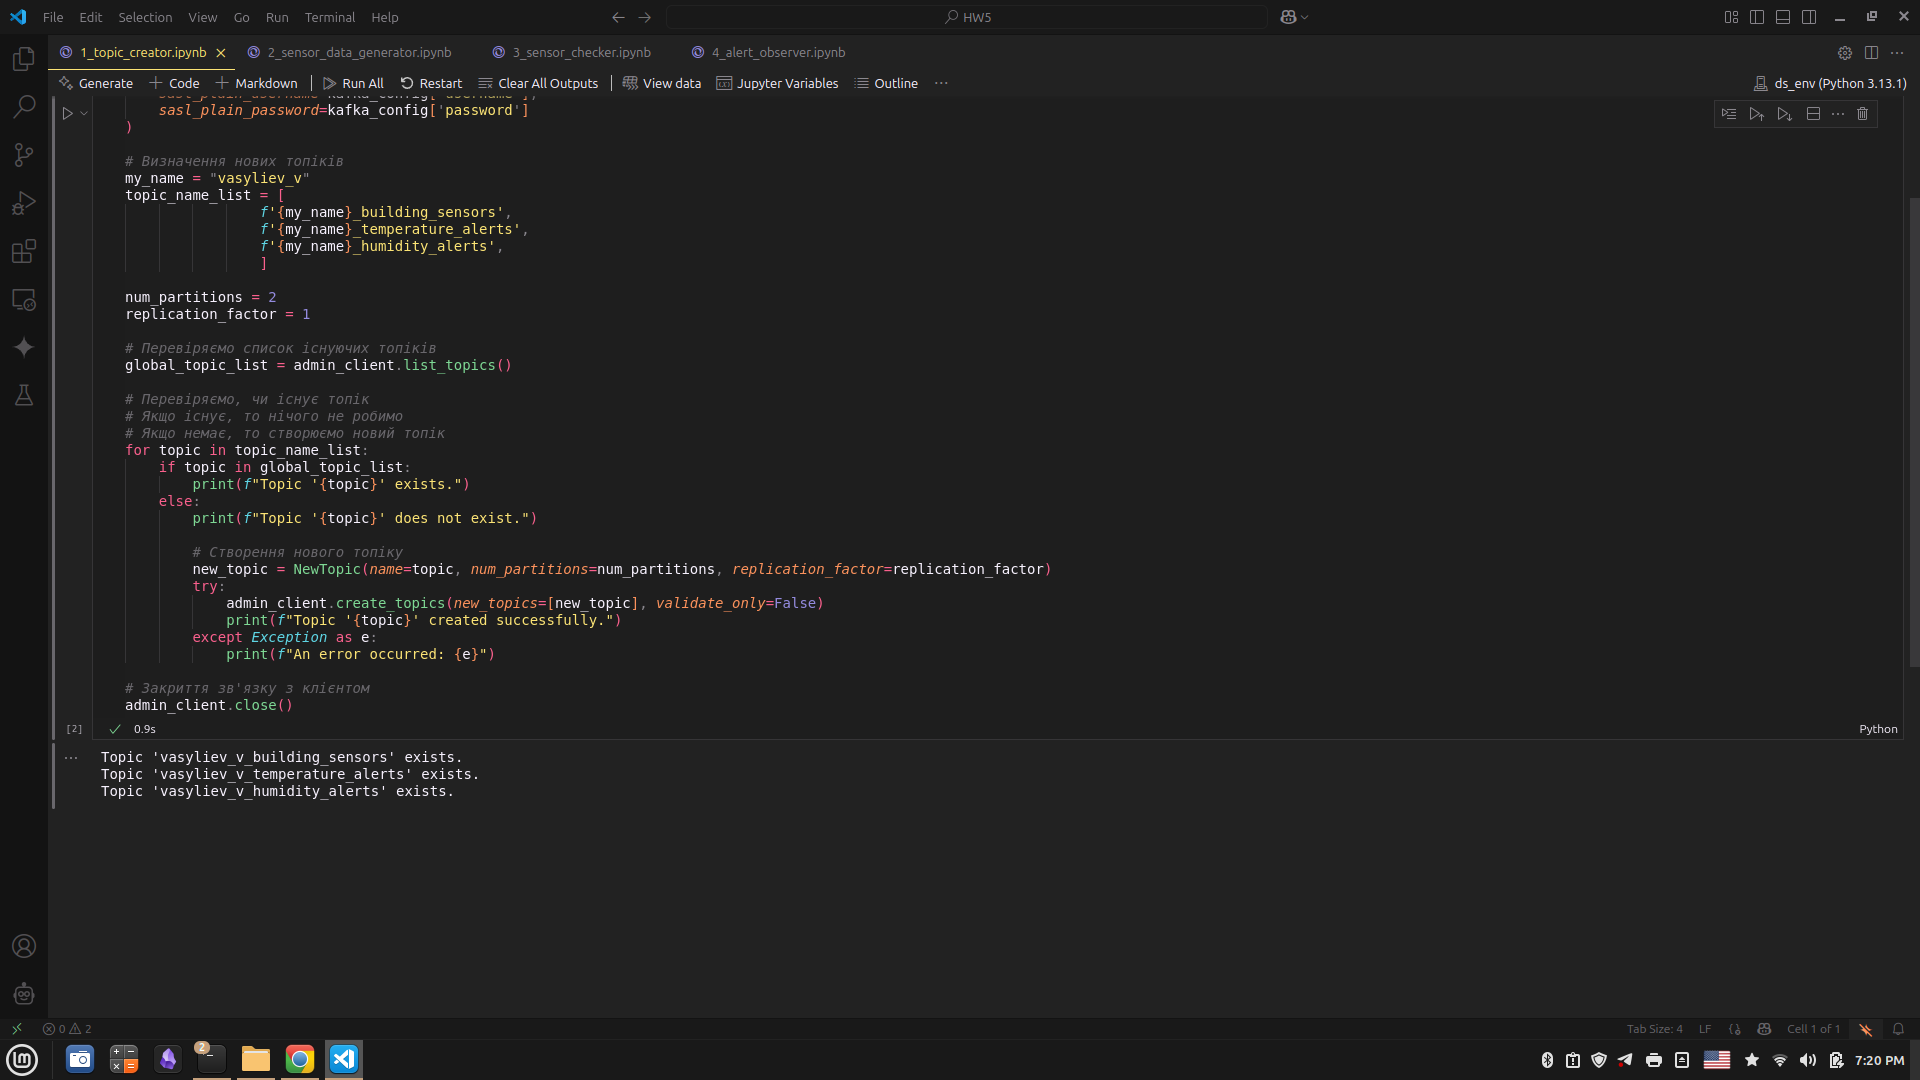 File Edit Selection View Go Run Terminal Help
HW5
1_topic_creator.ipynb 2_sensor_data_generator.ipynb 3_sensor_checker.ipynb 4_alert_observer.ipynb
Generate Code Markdown Run All Restart Clear All Outputs View data Jupyter Variables Outline ... ds_env (Python 3.13.1)
sasl_plain_password=kafka_config['password']
)
# Визначення нових топіків
my_name = "vasyliev_v"
topic_name_list = [
f'{my_name}_building_sensors',
f'{my_name}_temperature_alerts',
f'{my_name}_humidity_alerts',
]
num_partitions = 2
replication_factor = 1
# Перевіряємо список існуючих топіків
global_topic_list = admin_client.list_topics()
# Перевіряємо, чи існує топік
# Якщо існує, то нічого не робимо
# Якщо немає, то створюємо новий топік
for topic in topic_name_list:
if topic in global_topic_list:
print(f"Topic '{topic}' exists.")
else:
print(f"Topic '{topic}' does not exist.")
# Створення нового топіку
new_topic = NewTopic(name=topic, num_partitions=num_partitions, replication_factor=replication_factor)
try:
admin_client.create_topics(new_topics=[new_topic], validate_only=False)
print(f"Topic '{topic}' created successfully.")
except Exception as e:
print(f"An error occurred: {e}")
# Закриття зв'язку з клієнтом
admin_client.close()
[2] 0.9s Python
Topic 'vasyliev_v_building_sensors' exists.
Topic 'vasyliev_v_temperature_alerts' exists.
Topic 'vasyliev_v_humidity_alerts' exists.
0 2 Tab Size: 4 LF Cell 1 of 1
2 7:20 PM